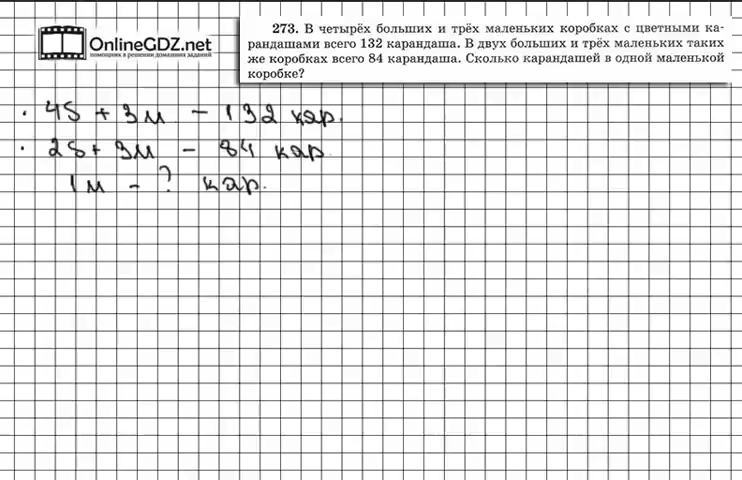 OnlineGDZ.net
помощник в решении домашних заданий
273. В четырёх больших и трёх маленьких коробках с цветными ка-
рандашами всего 132 карандаша. В двух больших и трёх маленьких таких
же коробках всего 84 карандаша. Сколько карандашей в одной маленькой
коробке?
· 4Б + 3м – 132 кар.
· 2Б + 3м – 84 кар.
1м – ? кар.